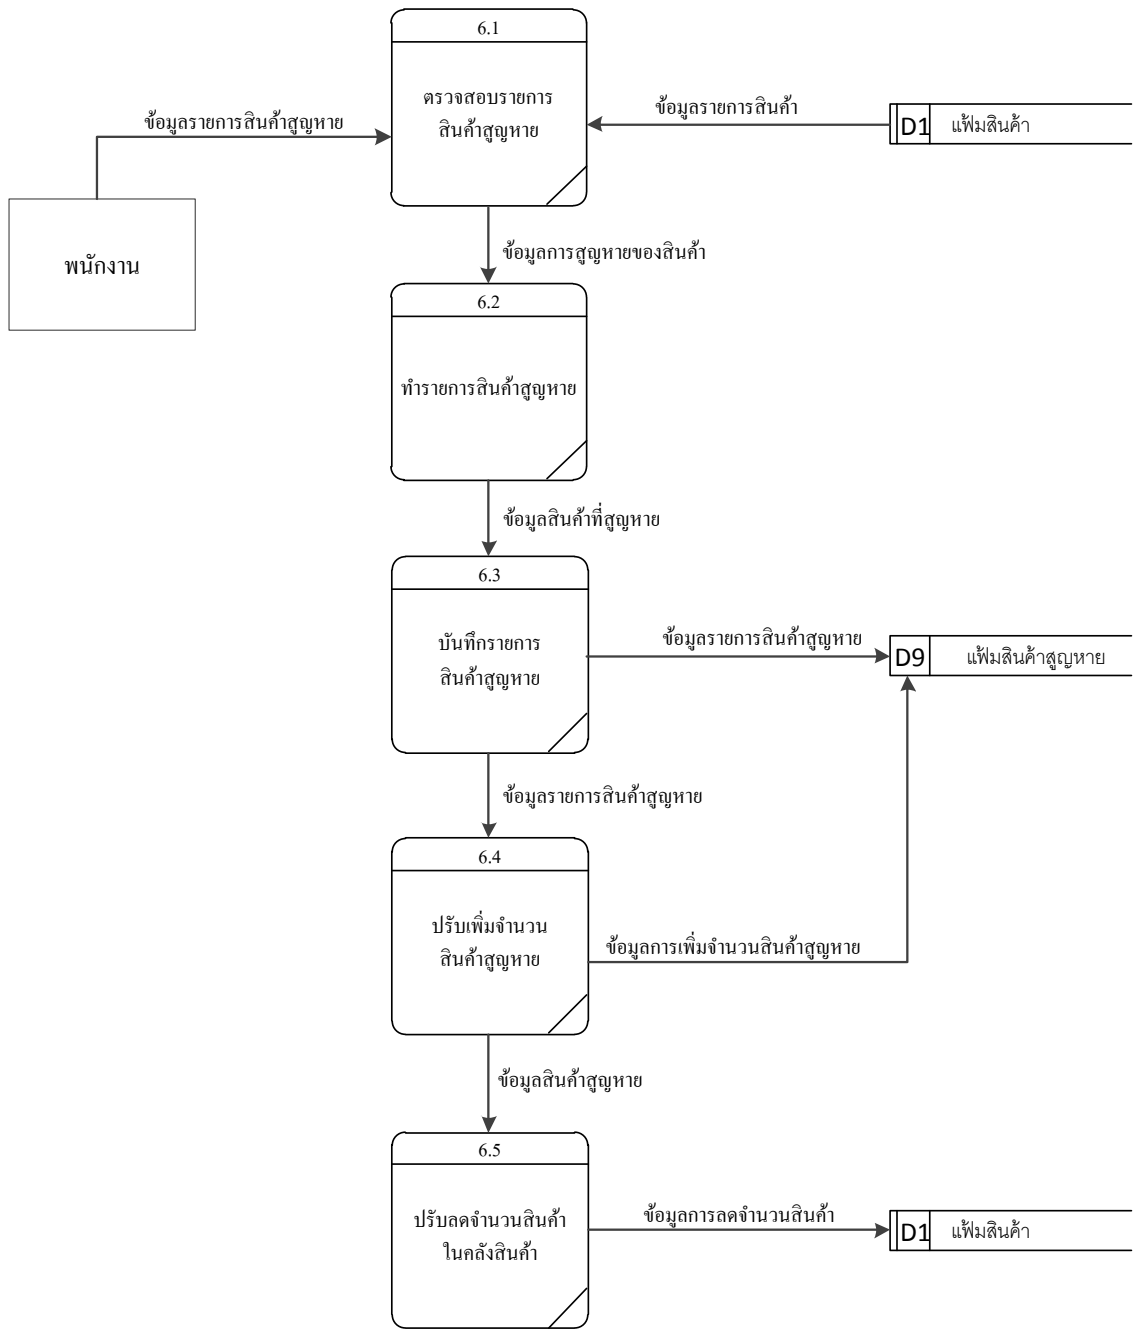 6.1
ตรวจสอบรายการ
สินค้าสูญหาย
ข้อมูลรายการสินค้าสูญหาย
ข้อมูลรายการสินค้า
D1
แฟ้มสินค้า
พนักงาน
ข้อมูลการสูญหายของสินค้า
6.2
ทำรายการสินค้าสูญหาย
ข้อมูลสินค้าที่สูญหาย
6.3
บันทึกรายการ
สินค้าสูญหาย
ข้อมูลรายการสินค้าสูญหาย
D9
แฟ้มสินค้าสูญหาย
ข้อมูลรายการสินค้าสูญหาย
6.4
ปรับเพิ่มจำนวน
สินค้าสูญหาย
ข้อมูลการเพิ่มจำนวนสินค้าสูญหาย
ข้อมูลสินค้าสูญหาย
6.5
ปรับลดจำนวนสินค้า
ในคลังสินค้า
ข้อมูลการลดจำนวนสินค้า
D1
แฟ้มสินค้า